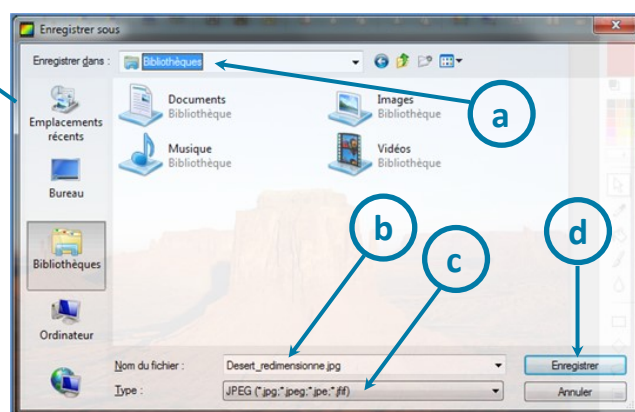 Enregistrer sous
Enregistrer dans :
Bibliothèques
a
Emplacements
récents
Bureau
Bibliothèques
Ordinateur
Documents
Bibliothèque
Images
Bibliothèque
Musique
Bibliothèque
Vidéos
Bibliothèque
b
c
d
Nom du fichier :
Desert_redimensionne.jpg
Enregistrer
Type :
JPEG (*.jpg;*.jpeg;*.jpe;*.jfif)
Annuler